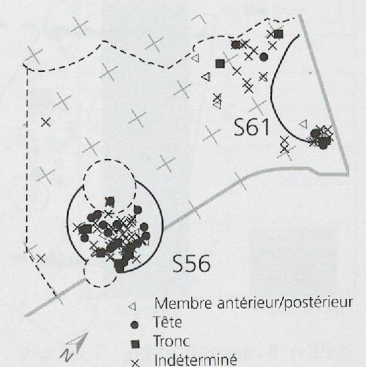 S61
S56
Membre antérieur/postérieur
Tête
Tronc
Indéterminé
N